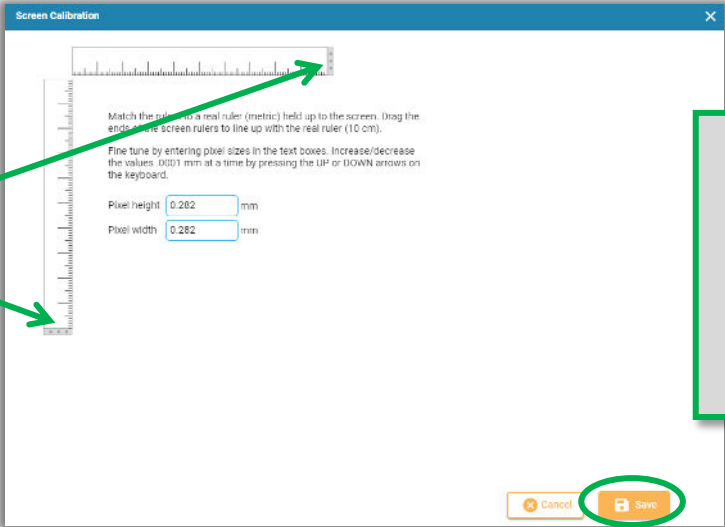 Screen Calibration
Match the rulers to a real ruler (metric) held up to the screen. Drag the
ends of the screen rulers to line up with the real ruler (10 cm).
Fine tune by entering pixel sizes in the text boxes. Increase/decrease
the values .0001 mm at a time by pressing the UP or DOWN arrows on
the keyboard.
Pixel height 0.282 mm
Pixel width 0.282 mm
Cancel Save